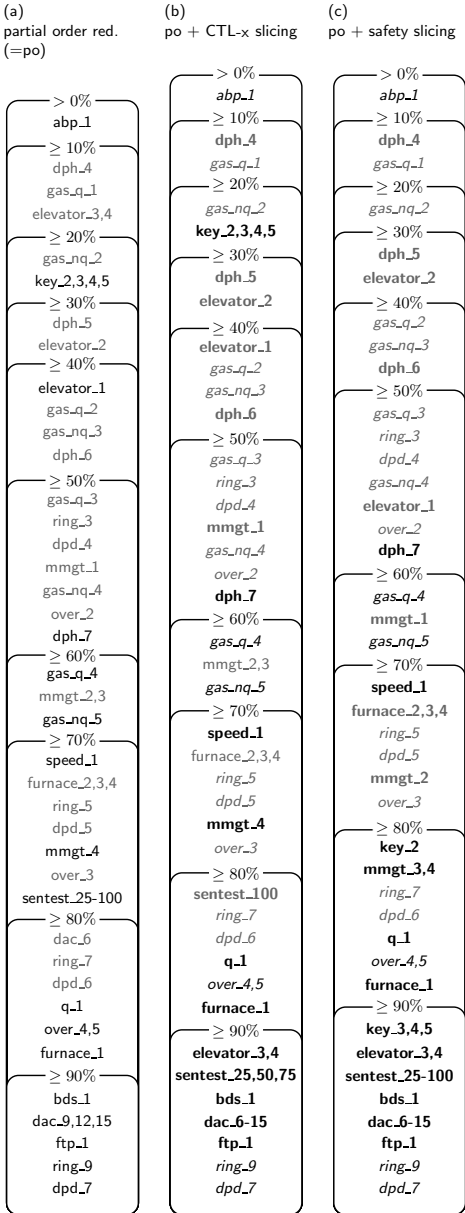 (a)
partial order red.
(=po)
> 0%
abp_1
≥ 10%
dph_4
gas_q_1
elevator_3,4
≥ 20%
gas_nq_2
key_2,3,4,5
≥ 30%
dph_5
elevator_2
≥ 40%
elevator_1
gas_q_2
gas_nq_3
dph_6
≥ 50%
gas_q_3
ring_3
dpd_4
mmgt_1
gas_nq_4
over_2
dph_7
≥ 60%
gas_q_4
mmgt_2,3
gas_nq_5
≥ 70%
speed_1
furnace_2,3,4
ring_5
dpd_5
mmgt_4
over_3
sentest_25-100
≥ 80%
dac_6
ring_7
dpd_6
q_1
over_4,5
furnace_1
≥ 90%
bds_1
dac_9,12,15
ftp_1
ring_9
dpd_7
(b)
po + CTL-x slicing
> 0%
abp_1
≥ 10%
dph_4
gas_q_1
≥ 20%
gas_nq_2
key_2,3,4,5
≥ 30%
dph_5
elevator_2
≥ 40%
elevator_1
gas_q_2
gas_nq_3
dph_6
≥ 50%
gas_q_3
ring_3
dpd_4
mmgt_1
gas_nq_4
over_2
dph_7
≥ 60%
gas_q_4
mmgt_2,3
gas_nq_5
≥ 70%
speed_1
furnace_2,3,4
ring_5
dpd_5
mmgt_4
over_3
≥ 80%
sentest_100
ring_7
dpd_6
q_1
over_4,5
furnace_1
≥ 90%
elevator_3,4
sentest_25,50,75
bds_1
dac_6-15
ftp_1
ring_9
dpd_7
(c)
po + safety slicing
> 0%
abp_1
≥ 10%
dph_4
gas_q_1
≥ 20%
gas_nq_2
≥ 30%
dph_5
elevator_2
≥ 40%
gas_q_2
gas_nq_3
dph_6
≥ 50%
gas_q_3
ring_3
dpd_4
gas_nq_4
elevator_1
over_2
dph_7
≥ 60%
gas_q_4
mmgt_1
gas_nq_5
≥ 70%
speed_1
furnace_2,3,4
ring_5
dpd_5
mmgt_2
over_3
≥ 80%
key_2
mmgt_3,4
ring_7
dpd_6
q_1
over_4,5
furnace_1
≥ 90%
key_3,4,5
elevator_3,4
sentest_25-100
bds_1
dac_6-15
ftp_1
ring_9
dpd_7